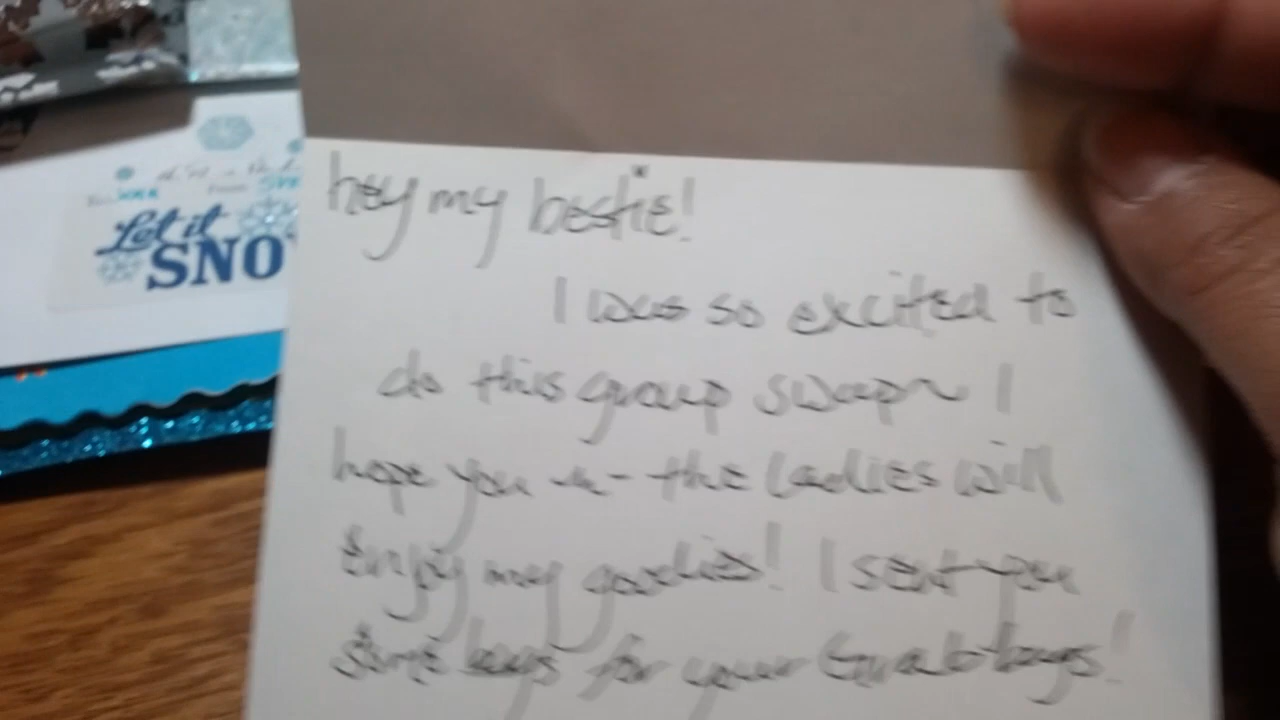 Let it
SNO
hey my bestie!
I was so excited to
do this group swap~ I
hope you n- the ladies will
enjoy my goodies! I sent you
some bags for your Grab bags!